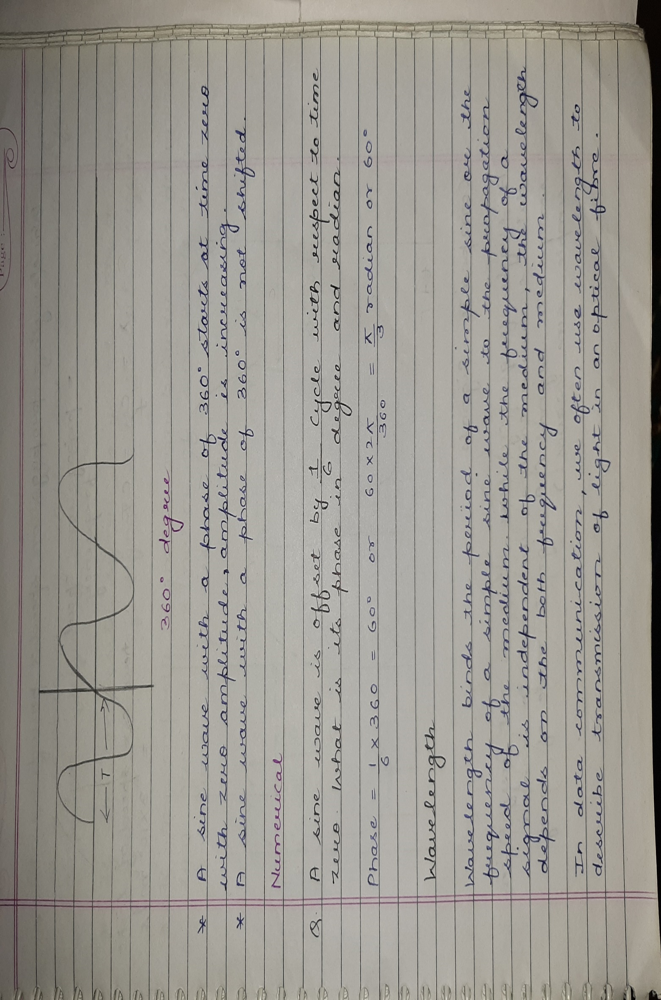 Page :
← T →
360° degree
* A sine wave with a phase of 360° starts at time zero
with zero amplitude, amplitude is increasing.
* A sine wave with a phase of 360° is not shifted.
Numerical
Q. A sine wave is offset by 1/6 Cycle with respect to time
zero. What is its phase in degree and radian.
Phase = 1/6 × 360 = 60° or 60 × 2π/360 = π/3 radian or 60°
Wavelength
Wavelength binds the period of a simple sine or the
frequency of a simple sine wave to the propagation
speed of the medium. While the frequency of a
signal is independent of the medium, the wavelength
depends on the both frequency and medium.
In data communication, we often use wavelength to
describe transmission of light in an optical fibre.